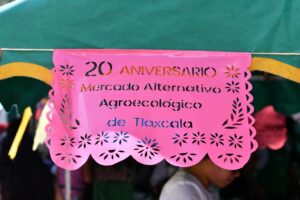 20 ANIVERSARIO
Mercado Alternativo
Agroecológico
de Tlaxcala